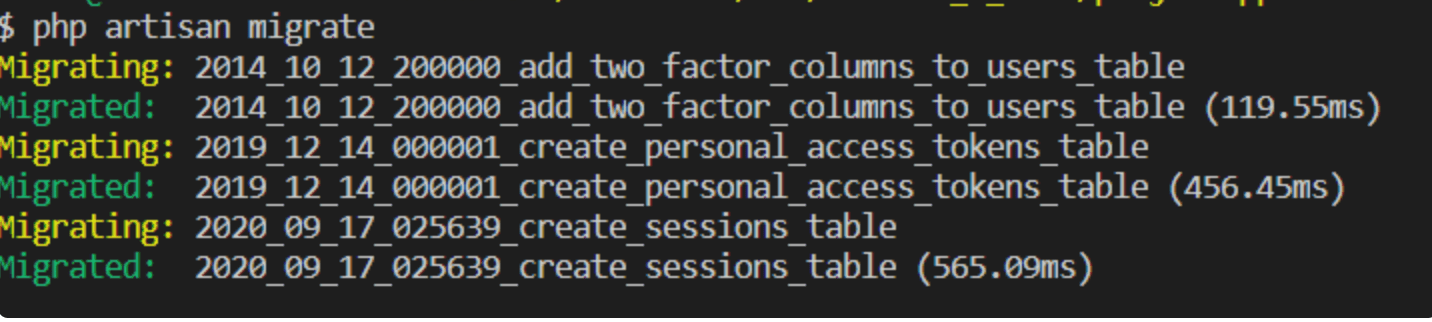 $ php artisan migrate
Migrating: 2014_10_12_200000_add_two_factor_columns_to_users_table
Migrated:  2014_10_12_200000_add_two_factor_columns_to_users_table (119.55ms)
Migrating: 2019_12_14_000001_create_personal_access_tokens_table
Migrated:  2019_12_14_000001_create_personal_access_tokens_table (456.45ms)
Migrating: 2020_09_17_025639_create_sessions_table
Migrated:  2020_09_17_025639_create_sessions_table (565.09ms)